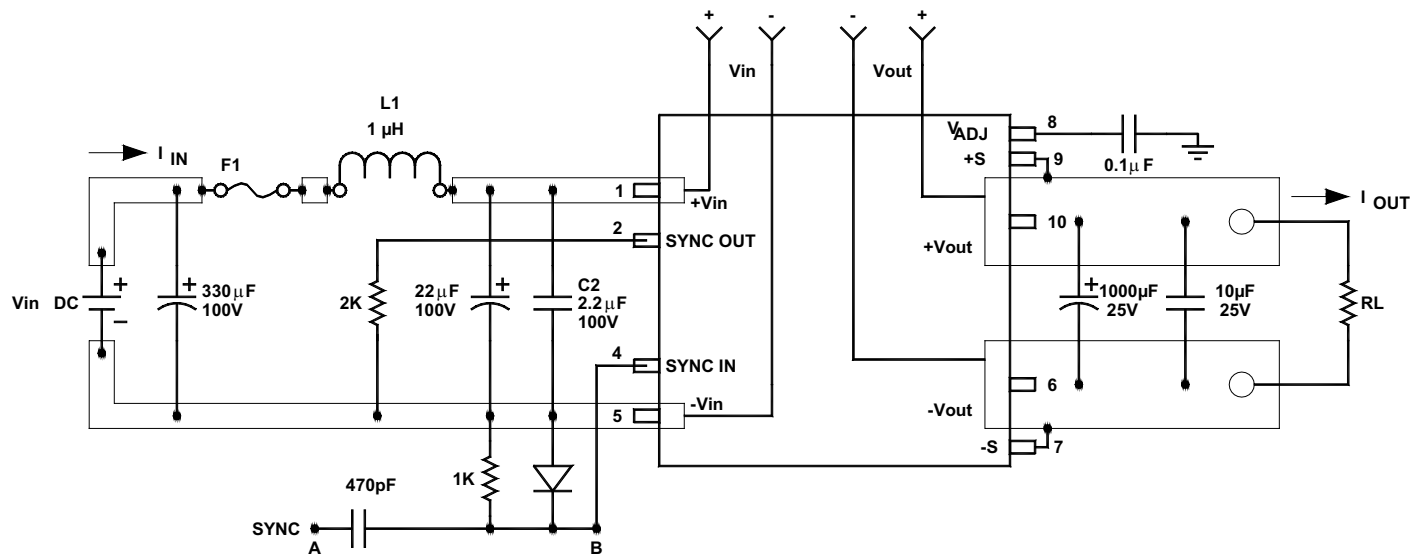 + - - +
Vin Vout
L1
1 µH
I IN
F1
VADJ
8
+S
9
0.1µF
I OUT
1
+Vin
2
SYNC OUT
10
+Vout
Vin DC
+
−
+
330µF
100V
2K
22µF
100V
+
C2
2.2µF
100V
+
1000µF
25V
10µF
25V
RL
4
SYNC IN
-Vin
5
6
-Vout
-S
7
1K
470pF
SYNC
A
B